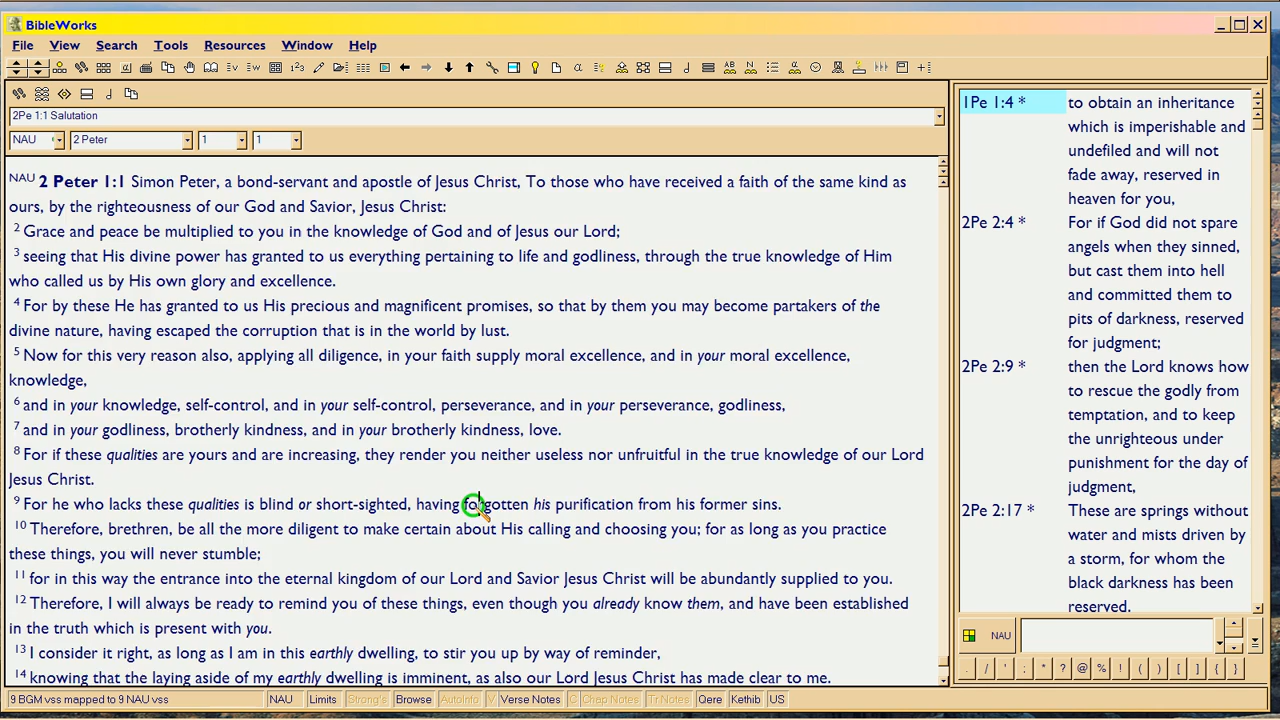 BibleWorks
File View Search Tools Resources Window Help
2Pe 1:1 Salutation
NAU 2 Peter 1 1
NAU 2 Peter 1:1 Simon Peter, a bond-servant and apostle of Jesus Christ, To those who have received a faith of the same kind as
ours, by the righteousness of our God and Savior, Jesus Christ:
2 Grace and peace be multiplied to you in the knowledge of God and of Jesus our Lord;
3 seeing that His divine power has granted to us everything pertaining to life and godliness, through the true knowledge of Him
who called us by His own glory and excellence.
4 For by these He has granted to us His precious and magnificent promises, so that by them you may become partakers of the
divine nature, having escaped the corruption that is in the world by lust.
5 Now for this very reason also, applying all diligence, in your faith supply moral excellence, and in your moral excellence,
knowledge,
6 and in your knowledge, self-control, and in your self-control, perseverance, and in your perseverance, godliness,
7 and in your godliness, brotherly kindness, and in your brotherly kindness, love.
8 For if these qualities are yours and are increasing, they render you neither useless nor unfruitful in the true knowledge of our Lord
Jesus Christ.
9 For he who lacks these qualities is blind or short-sighted, having forgotten his purification from his former sins.
10 Therefore, brethren, be all the more diligent to make certain about His calling and choosing you; for as long as you practice
these things, you will never stumble;
11 for in this way the entrance into the eternal kingdom of our Lord and Savior Jesus Christ will be abundantly supplied to you.
12 Therefore, I will always be ready to remind you of these things, even though you already know them, and have been established
in the truth which is present with you.
13 I consider it right, as long as I am in this earthly dwelling, to stir you up by way of reminder,
14 knowing that the laying aside of my earthly dwelling is imminent, as also our Lord Jesus Christ has made clear to me.
1Pe 1:4 * to obtain an inheritance
which is imperishable and
undefiled and will not
fade away, reserved in
heaven for you,
2Pe 2:4 * For if God did not spare
angels when they sinned,
but cast them into hell
and committed them to
pits of darkness, reserved
for judgment;
2Pe 2:9 * then the Lord knows how
to rescue the godly from
temptation, and to keep
the unrighteous under
punishment for the day of
judgment,
2Pe 2:17 * These are springs without
water and mists driven by
a storm, for whom the
black darkness has been
reserved.
NAU
. / ' ; : * ? @ % ! ( ) [ ] { }
9 BGM vss mapped to 9 NAU vss NAU Limits Strong's Browse AutoInfo V Verse Notes C Chap Notes Tr.Notes Qere Kethib US